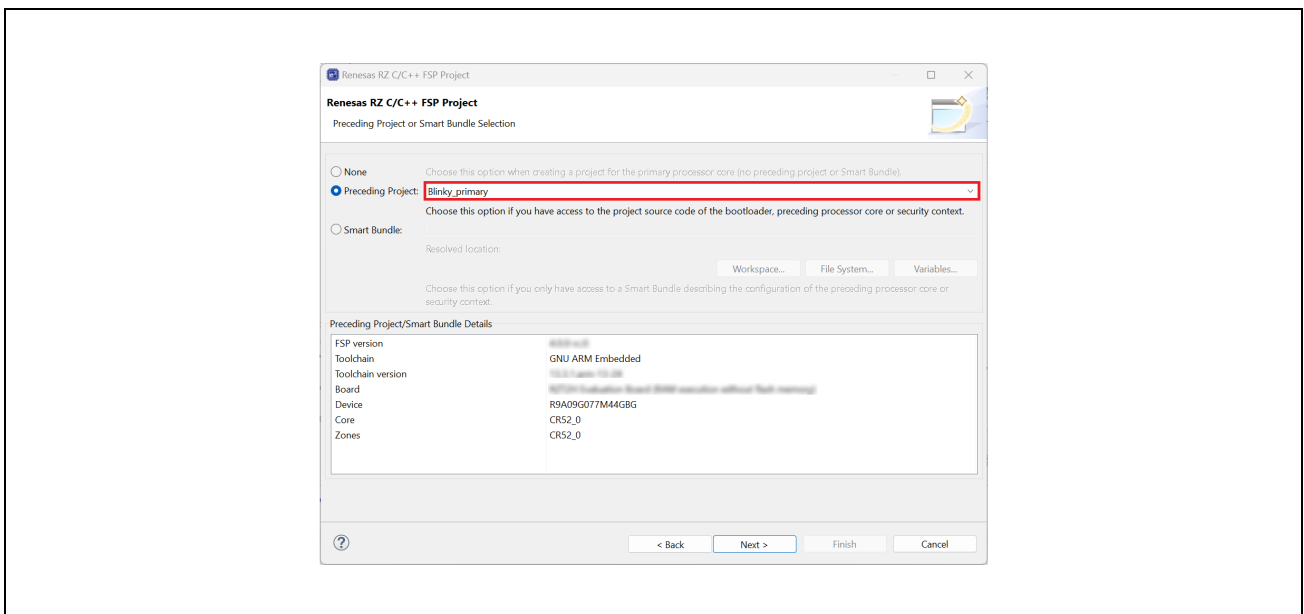 Renesas RZ C/C++ FSP Project
Renesas RZ C/C++ FSP Project
Preceding Project or Smart Bundle Selection
None Choose this option when creating a project for the primary processor core (no preceding project or Smart Bundle).
Preceding Project: Blinky_primary
Choose this option if you have access to the project source code of the bootloader, preceding processor core or security context.
Smart Bundle:
Resolved location:
Workspace... File System... Variables...
Choose this option if you only have access to a Smart Bundle describing the configuration of the preceding processor core or
security context.
Preceding Project/Smart Bundle Details
FSP version
Toolchain GNU ARM Embedded
Toolchain version
Board
Device R9A09G077M44GBG
Core CR52_0
Zones CR52_0
? < Back Next > Finish Cancel